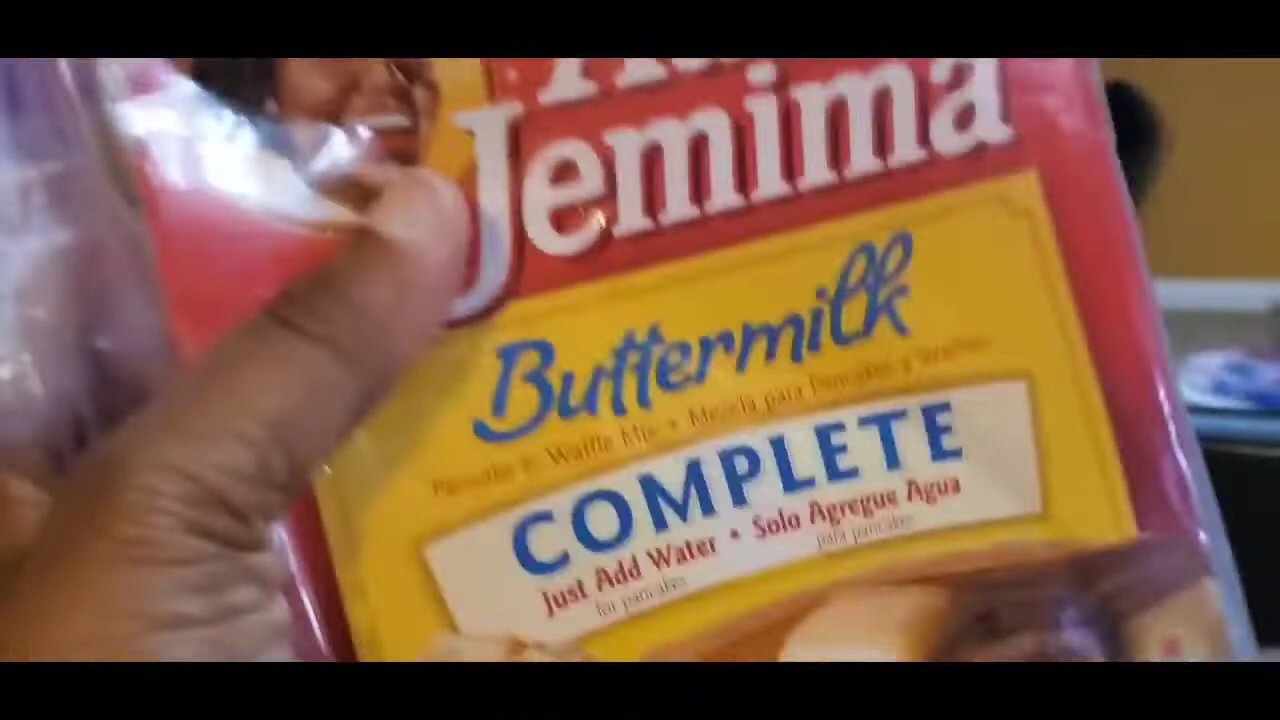 Jemima
Buttermilk
Pancake & Waffle Mix • Mezcla para Pancakes y Waffles
COMPLETE
Just Add Water • Solo Agregue Agua
for pancakes para pancakes